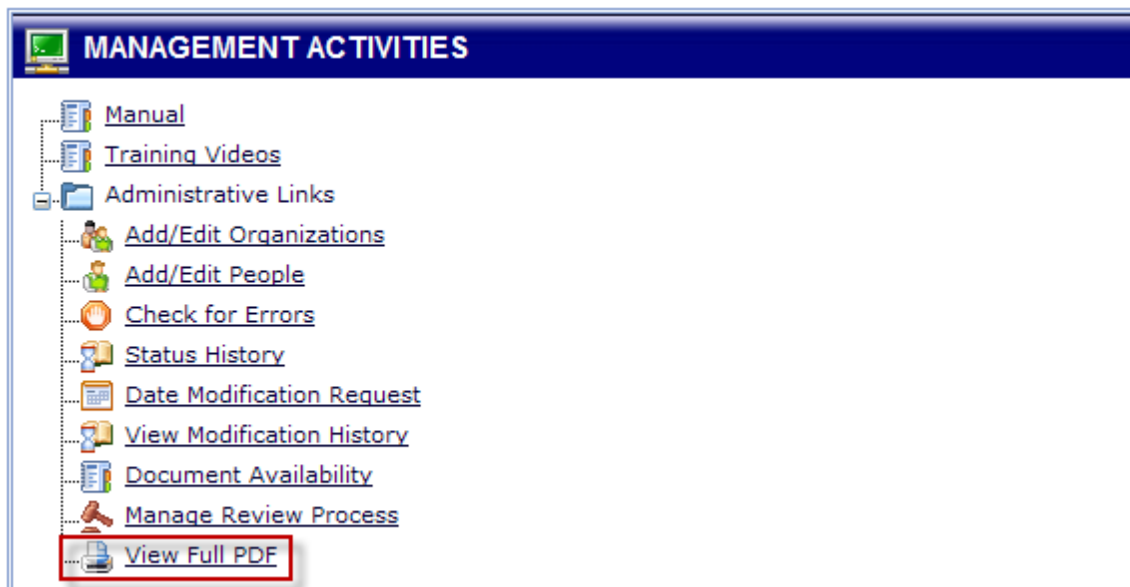 MANAGEMENT ACTIVITIES
Manual
Training Videos
Administrative Links
Add/Edit Organizations
Add/Edit People
Check for Errors
Status History
Date Modification Request
View Modification History
Document Availability
Manage Review Process
View Full PDF